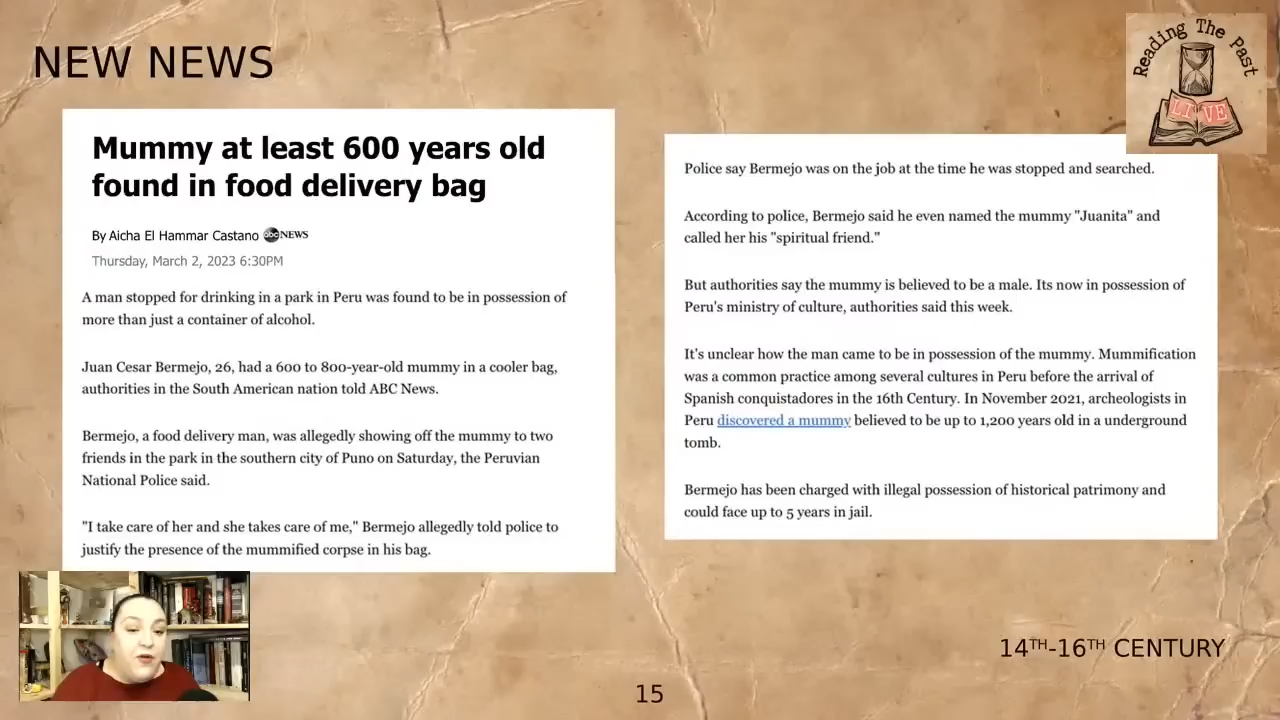 NEW NEWS
Reading The Past
LIVE
Mummy at least 600 years old
found in food delivery bag
By Aicha El Hammar Castano abc NEWS
Thursday, March 2, 2023 6:30PM
A man stopped for drinking in a park in Peru was found to be in possession of
more than just a container of alcohol.
Juan Cesar Bermejo, 26, had a 600 to 800-year-old mummy in a cooler bag,
authorities in the South American nation told ABC News.
Bermejo, a food delivery man, was allegedly showing off the mummy to two
friends in the park in the southern city of Puno on Saturday, the Peruvian
National Police said.
"I take care of her and she takes care of me," Bermejo allegedly told police to
justify the presence of the mummified corpse in his bag.
Police say Bermejo was on the job at the time he was stopped and searched.
According to police, Bermejo said he even named the mummy "Juanita" and
called her his "spiritual friend."
But authorities say the mummy is believed to be a male. Its now in possession of
Peru's ministry of culture, authorities said this week.
It's unclear how the man came to be in possession of the mummy. Mummification
was a common practice among several cultures in Peru before the arrival of
Spanish conquistadores in the 16th Century. In November 2021, archeologists in
Peru discovered a mummy believed to be up to 1,200 years old in a underground
tomb.
Bermejo has been charged with illegal possession of historical patrimony and
could face up to 5 years in jail.
14TH-16TH CENTURY
15